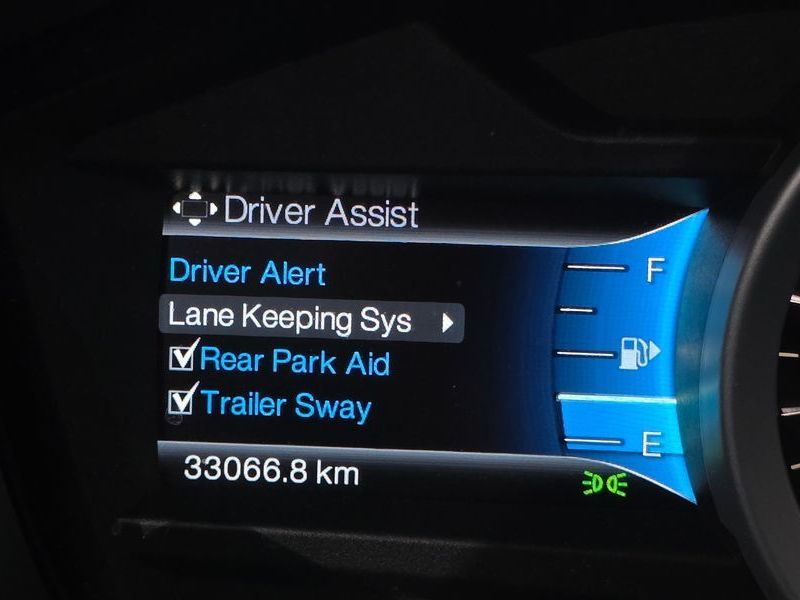 Driver Assist
Driver Alert
Lane Keeping Sys
Rear Park Aid
Trailer Sway
33066.8 km
F
E